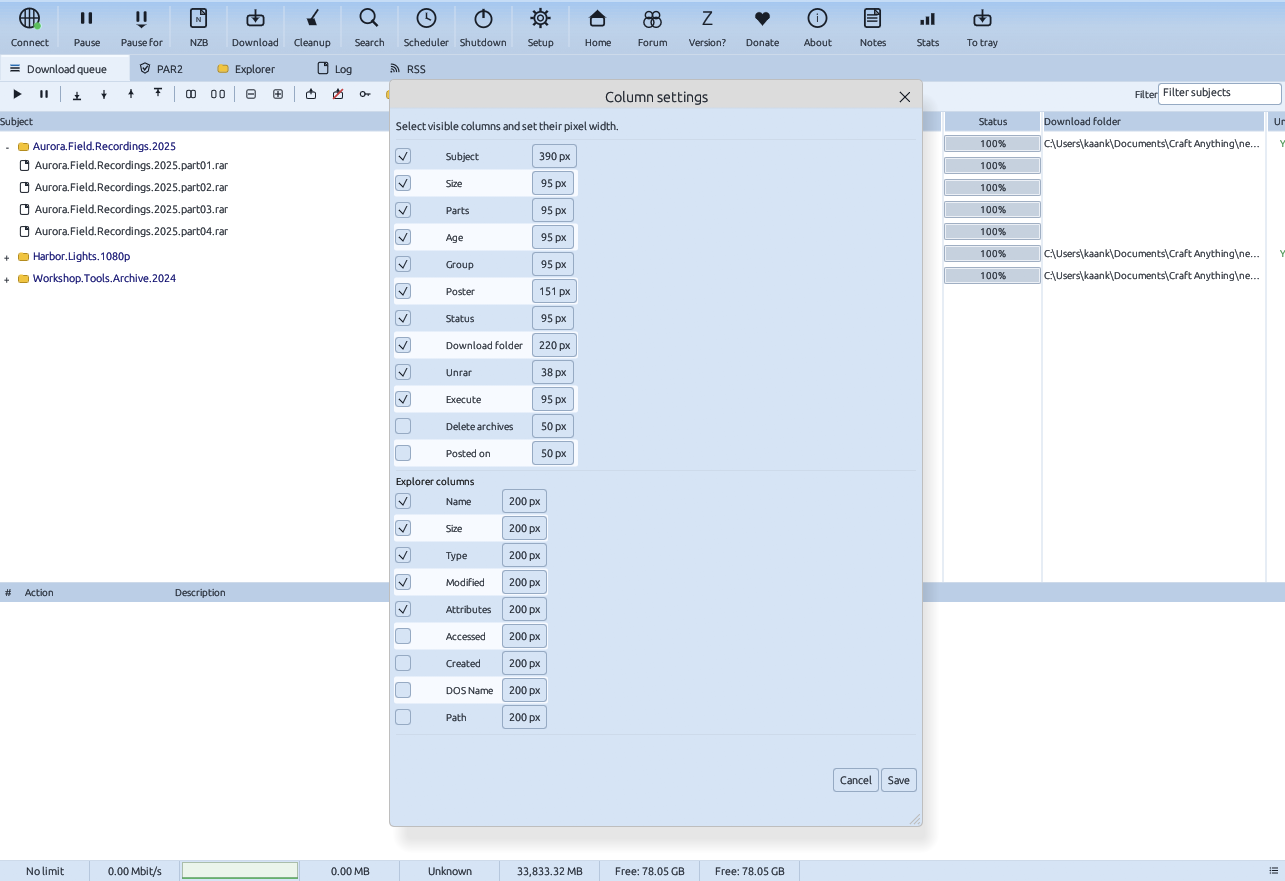 Connect Pause Pause for NZB Download Cleanup Search Scheduler Shutdown Setup Home Forum Version? Donate About Notes Stats To tray
Download queue PAR2 Explorer Log RSS
Filter Filter subjects
Subject Status Download folder
Aurora.Field.Recordings.2025 100% C:\Users\kaank\Documents\Craft Anything\ne...
Aurora.Field.Recordings.2025.part01.rar 100%
Aurora.Field.Recordings.2025.part02.rar 100%
Aurora.Field.Recordings.2025.part03.rar 100%
Aurora.Field.Recordings.2025.part04.rar 100%
Harbor.Lights.1080p 100% C:\Users\kaank\Documents\Craft Anything\ne...
Workshop.Tools.Archive.2024 100% C:\Users\kaank\Documents\Craft Anything\ne...
Column settings
Select visible columns and set their pixel width.
Subject 390 px
Size 95 px
Parts 95 px
Age 95 px
Group 95 px
Poster 151 px
Status 95 px
Download folder 220 px
Unrar 38 px
Execute 95 px
Delete archives 50 px
Posted on 50 px
Explorer columns
Name 200 px
Size 200 px
Type 200 px
Modified 200 px
Attributes 200 px
Accessed 200 px
Created 200 px
DOS Name 200 px
Path 200 px
Cancel Save
# Action Description
No limit 0.00 Mbit/s 0.00 MB Unknown 33,833.32 MB Free: 78.05 GB Free: 78.05 GB